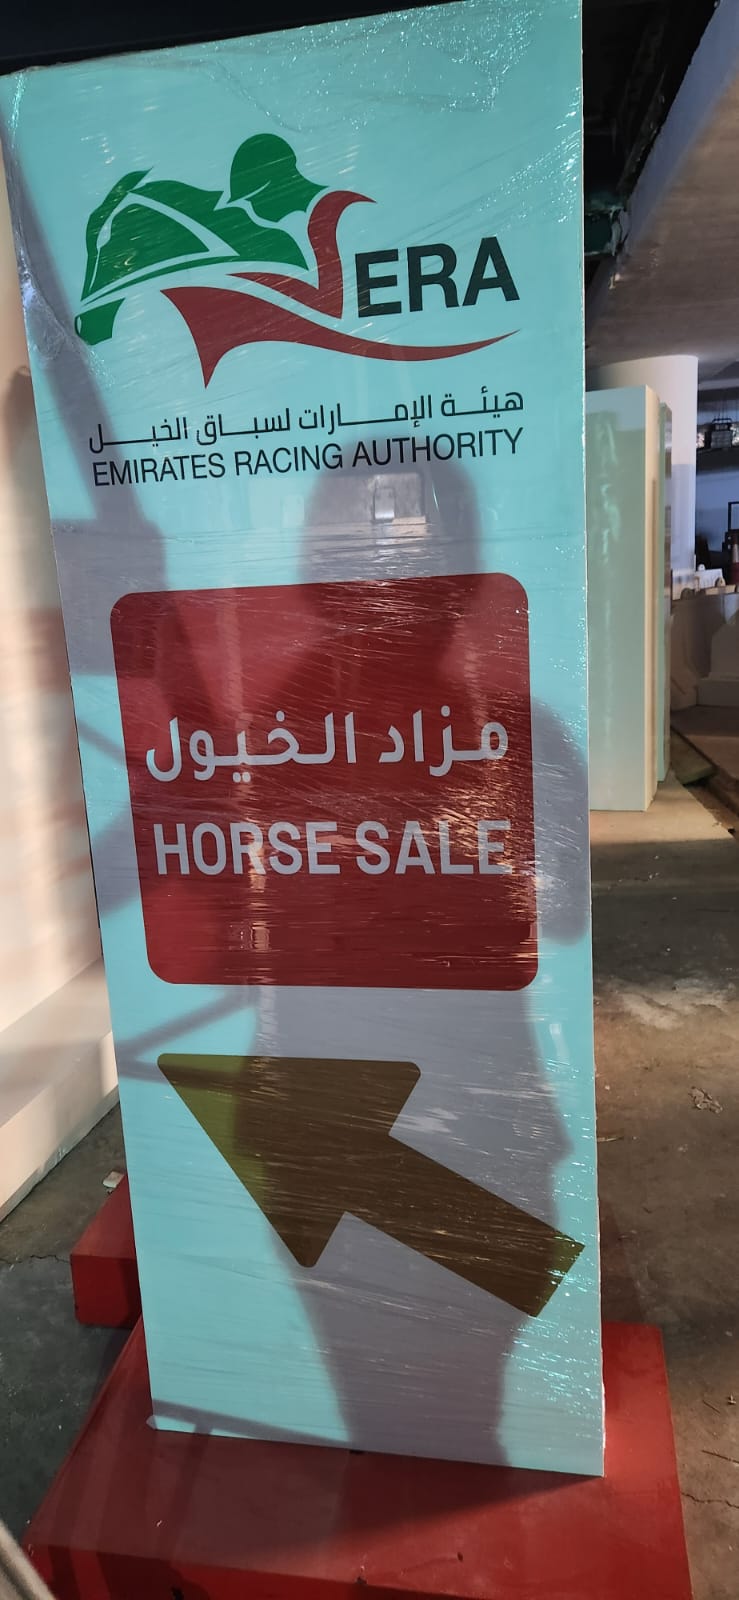 ERA
هيئة الإمارات لسباق الخيل
EMIRATES RACING AUTHORITY
مزاد الخيول
HORSE SALE